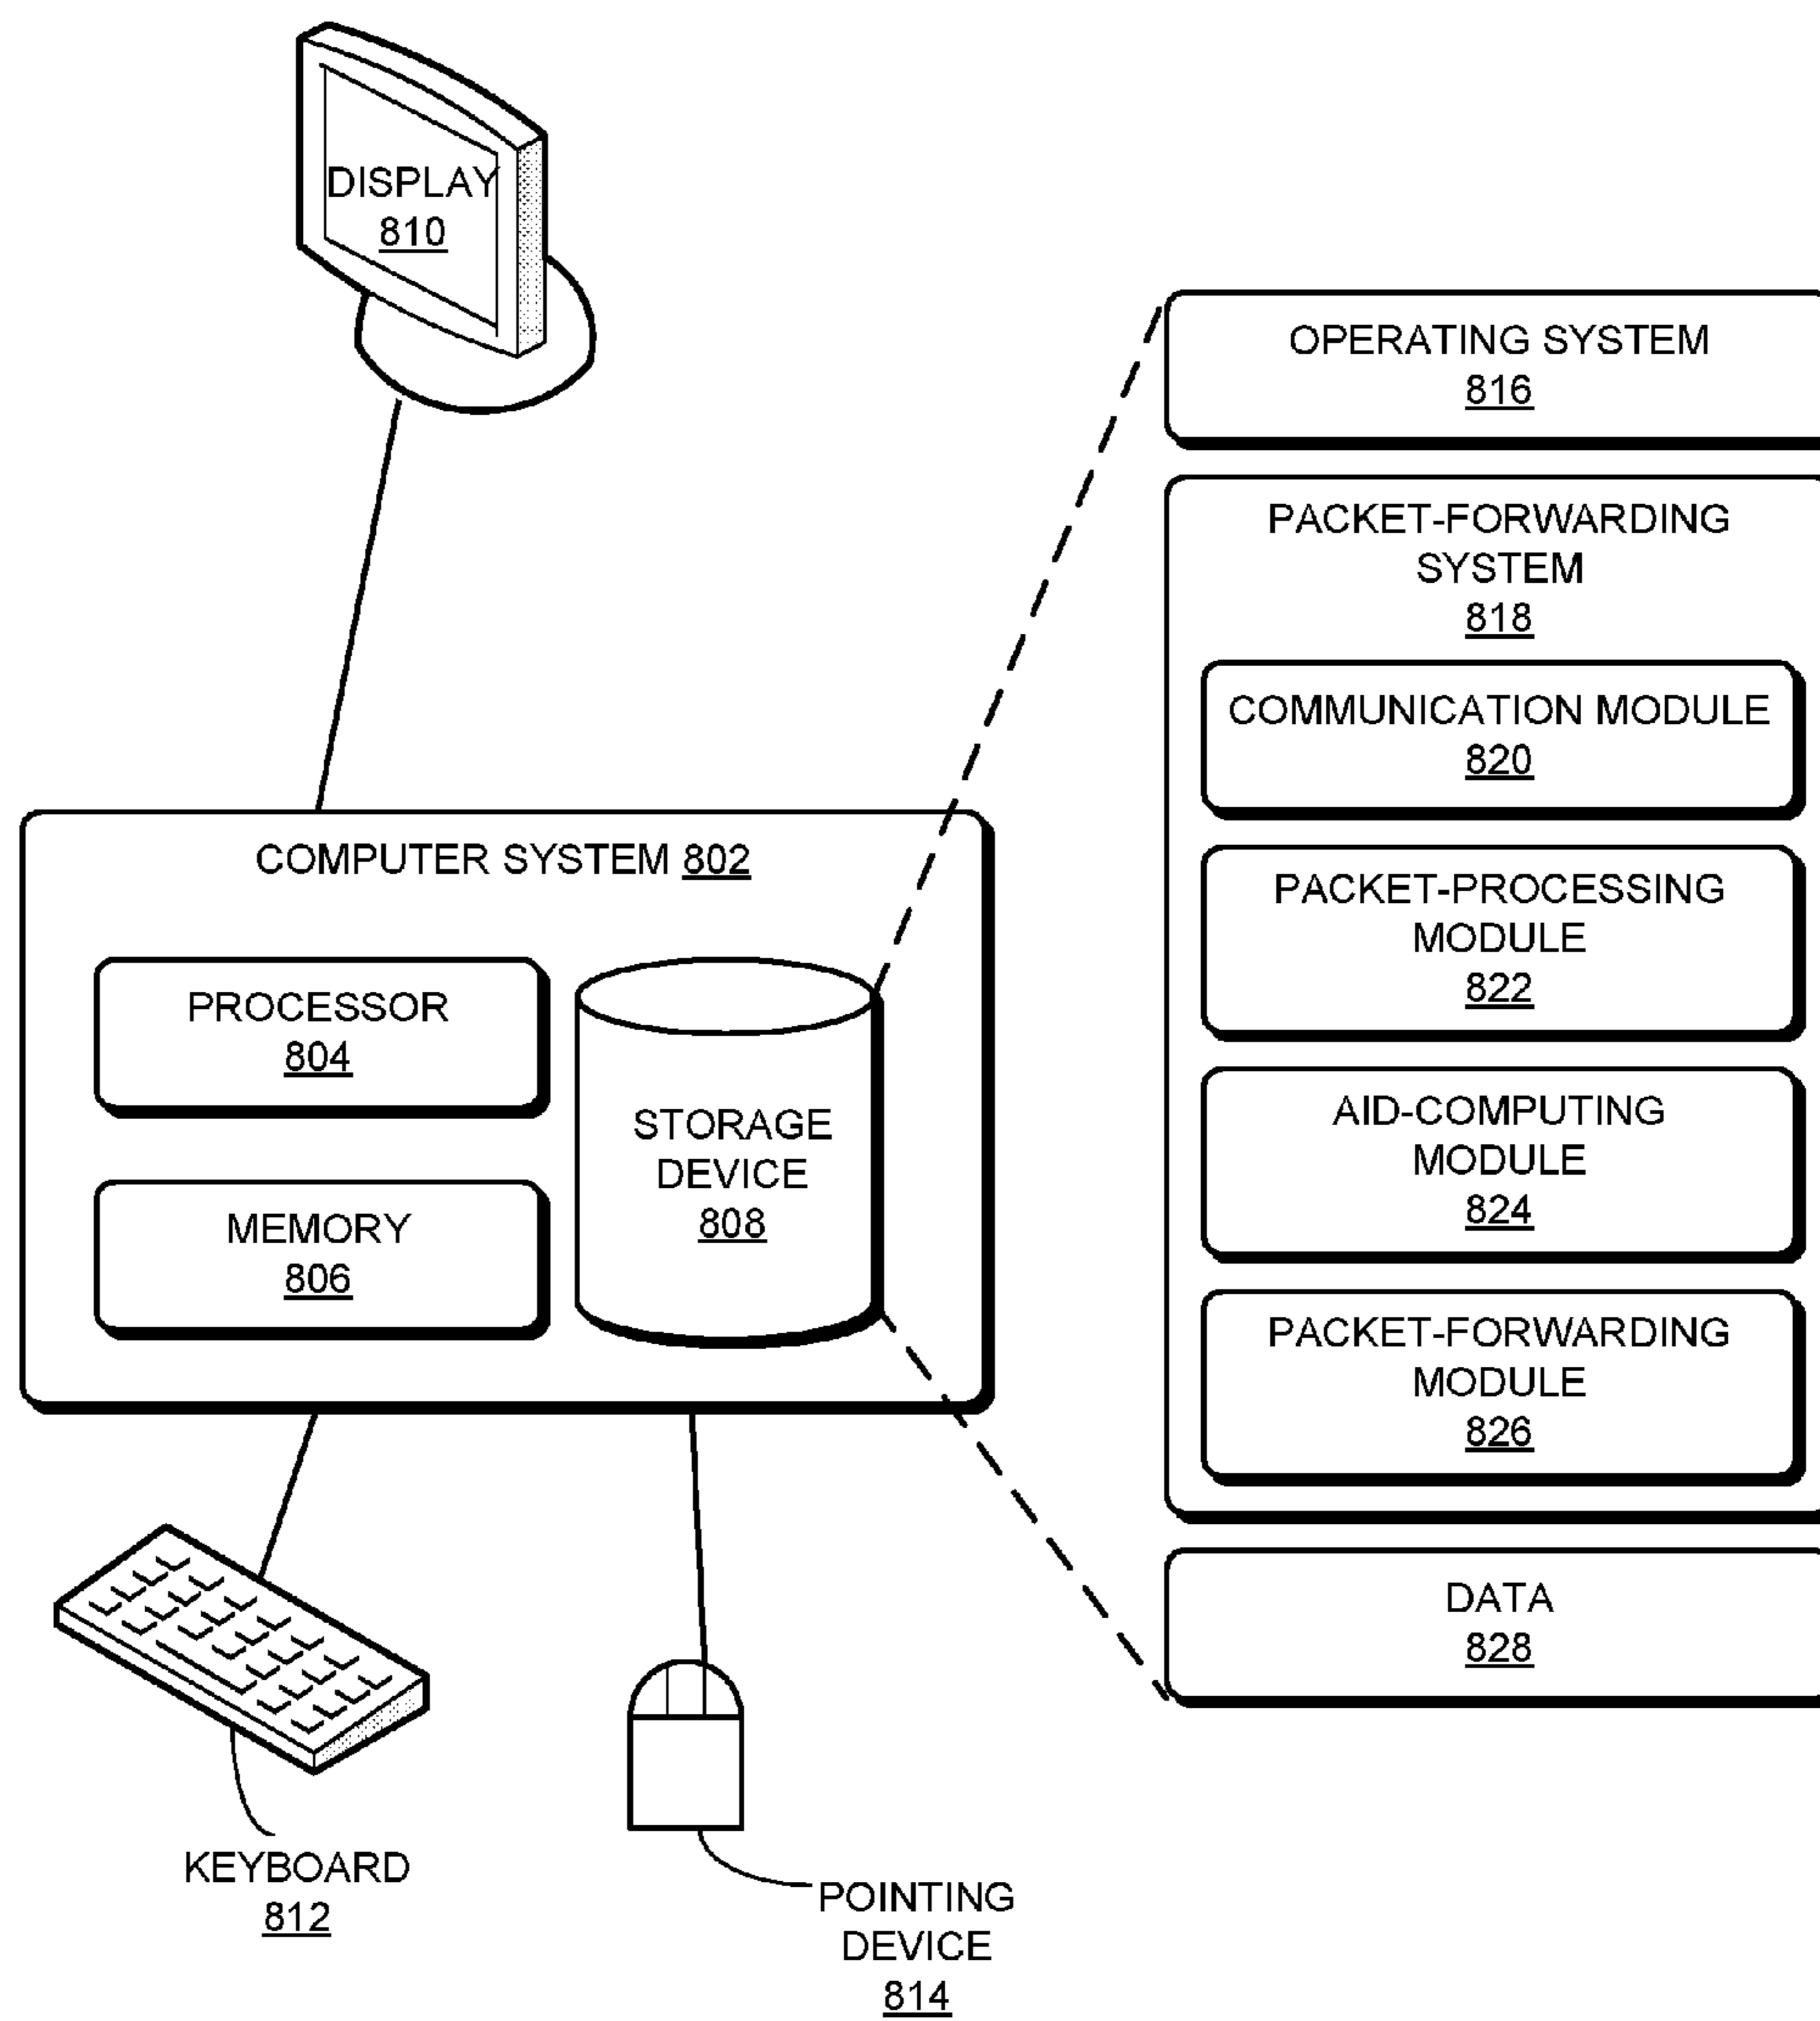 DISPLAY
810
COMPUTER SYSTEM 802
PROCESSOR
804
MEMORY
806
STORAGE
DEVICE
808
KEYBOARD
812
POINTING
DEVICE
814
OPERATING SYSTEM
816
PACKET-FORWARDING
SYSTEM
818
COMMUNICATION MODULE
820
PACKET-PROCESSING
MODULE
822
AID-COMPUTING
MODULE
824
PACKET-FORWARDING
MODULE
826
DATA
828